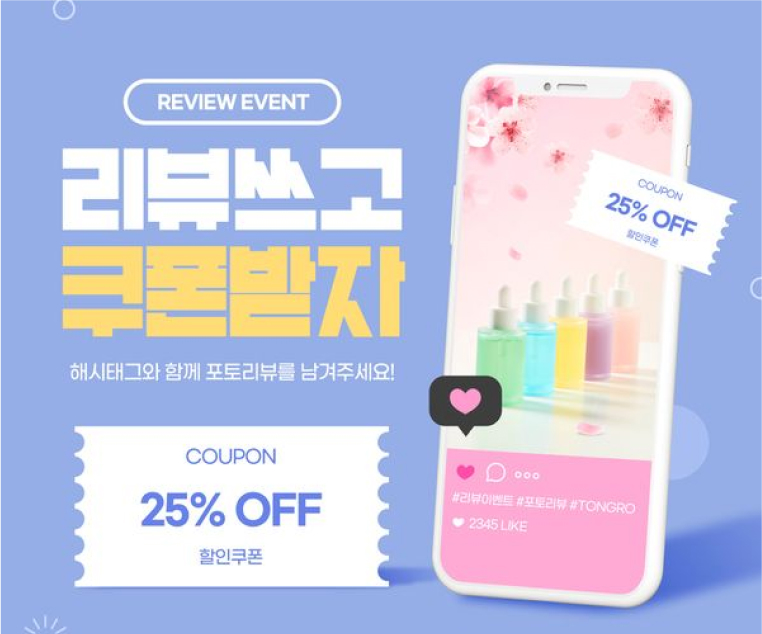 REVIEW EVENT
리뷰쓰고
쿠폰받자
해시태그와 함께 포토리뷰를 남겨주세요!
COUPON
25% OFF
할인쿠폰
COUPON
25% OFF
할인쿠폰
#리뷰이벤트 #포토리뷰 #TONGRO
2345 LIKE